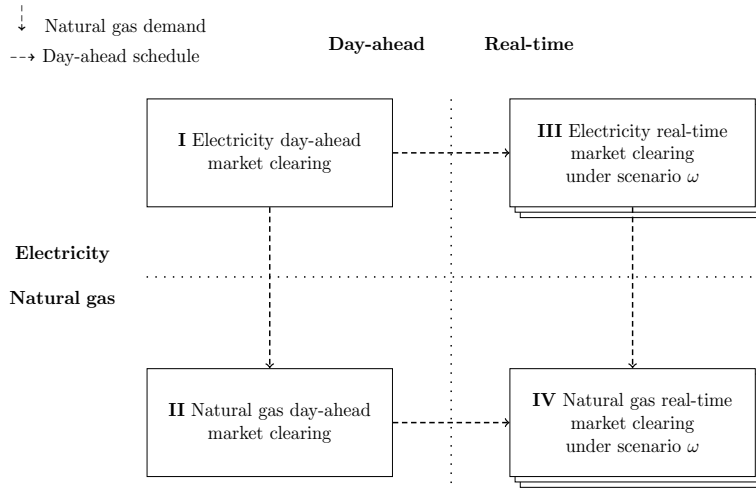 Natural gas demand
Day-ahead schedule
Day-ahead
Real-time
I Electricity day-ahead
market clearing
III Electricity real-time
market clearing
under scenario ω
Electricity
Natural gas
II Natural gas day-ahead
market clearing
IV Natural gas real-time
market clearing
under scenario ω